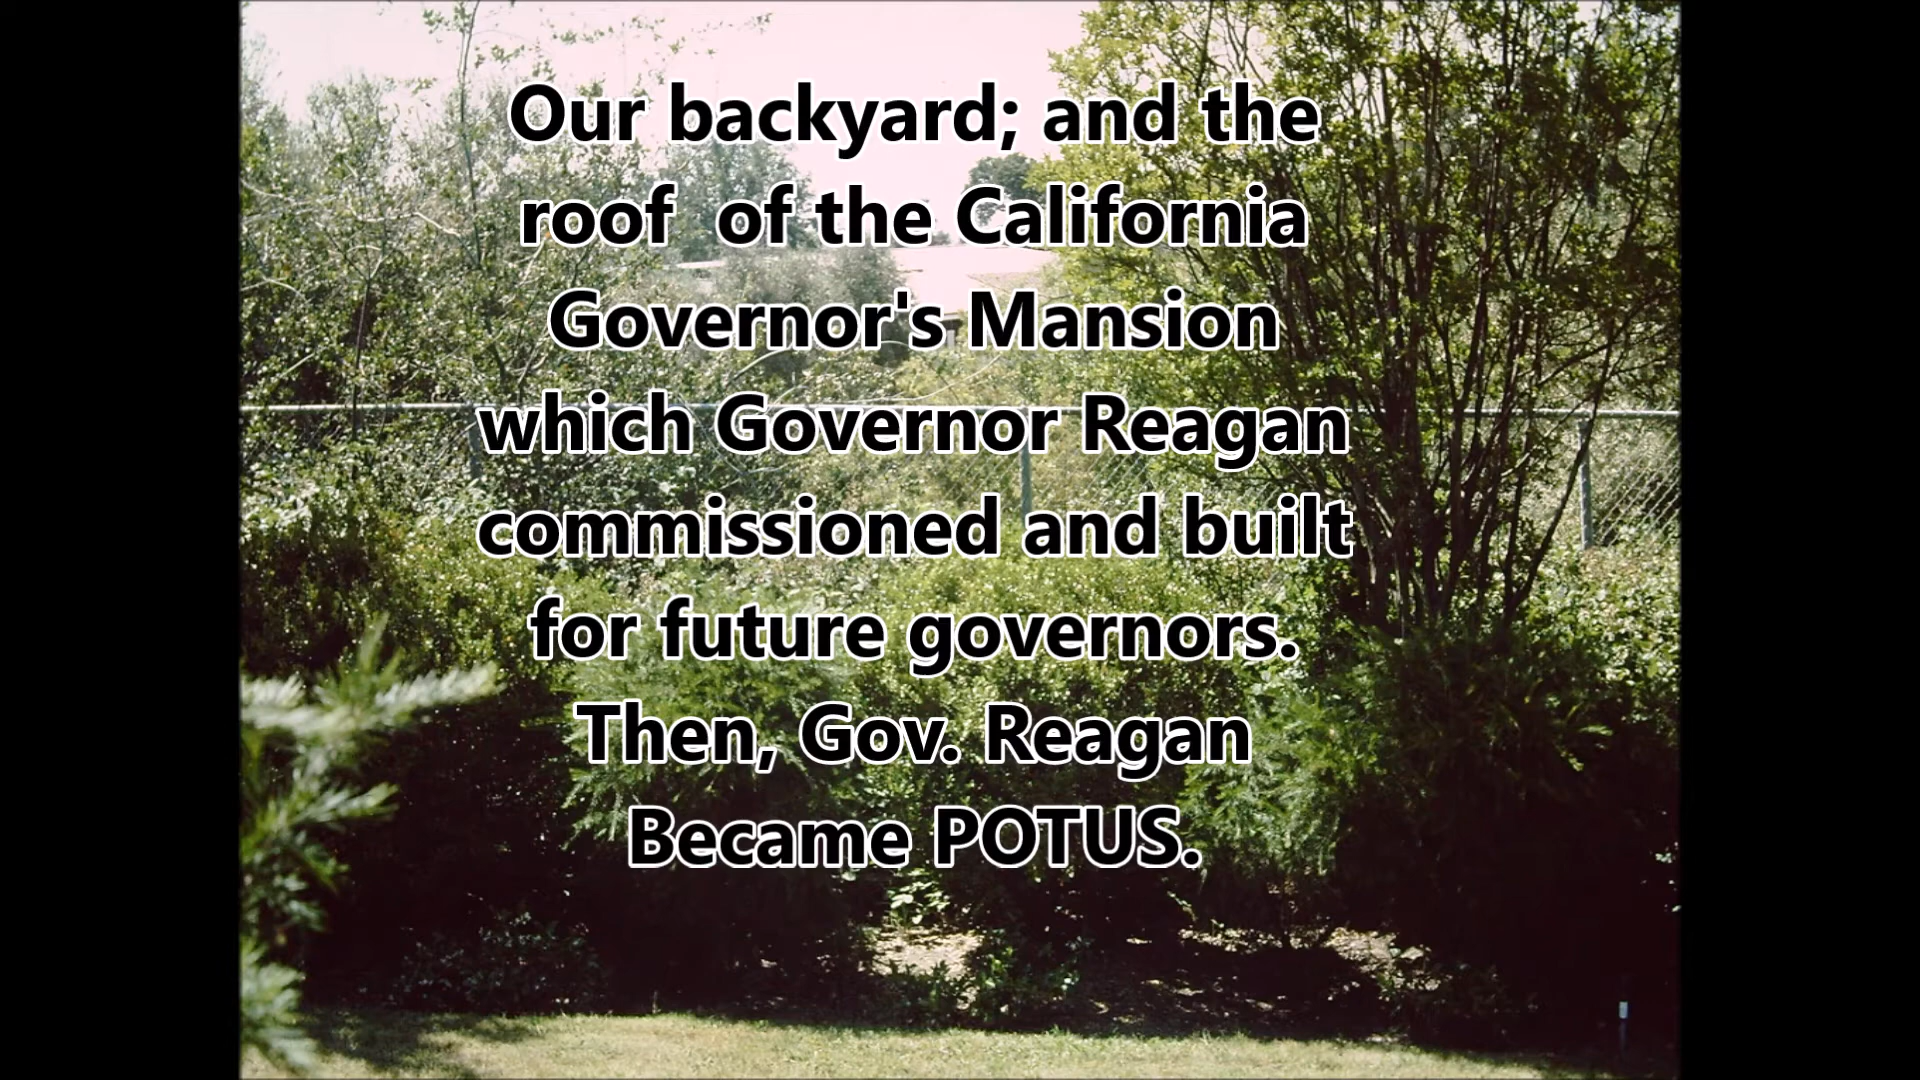 Our backyard; and the
roof  of the California
Governor's Mansion
which Governor Reagan
commissioned and built
for future governors.
Then, Gov. Reagan
Became POTUS.